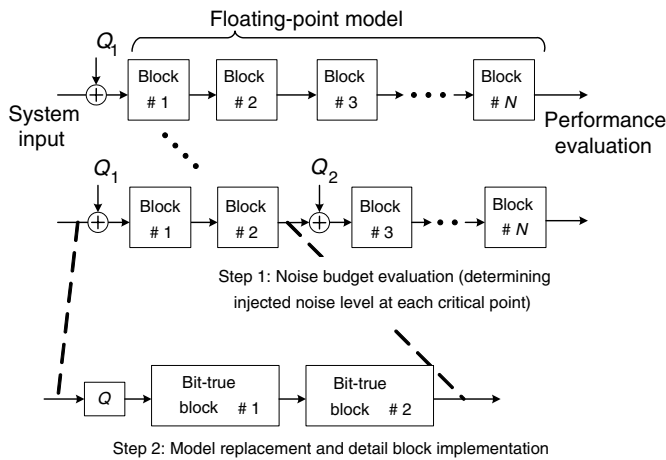 Floating-point model
Q1
Block # 1
Block # 2
Block # 3
Block # N
System input
Performance evaluation
Q1
Q2
Block # 1
Block # 2
Block # 3
Block # N
Step 1: Noise budget evaluation (determining
injected noise level at each critical point)
Q
Bit-true block # 1
Bit-true block # 2
Step 2: Model replacement and detail block implementation